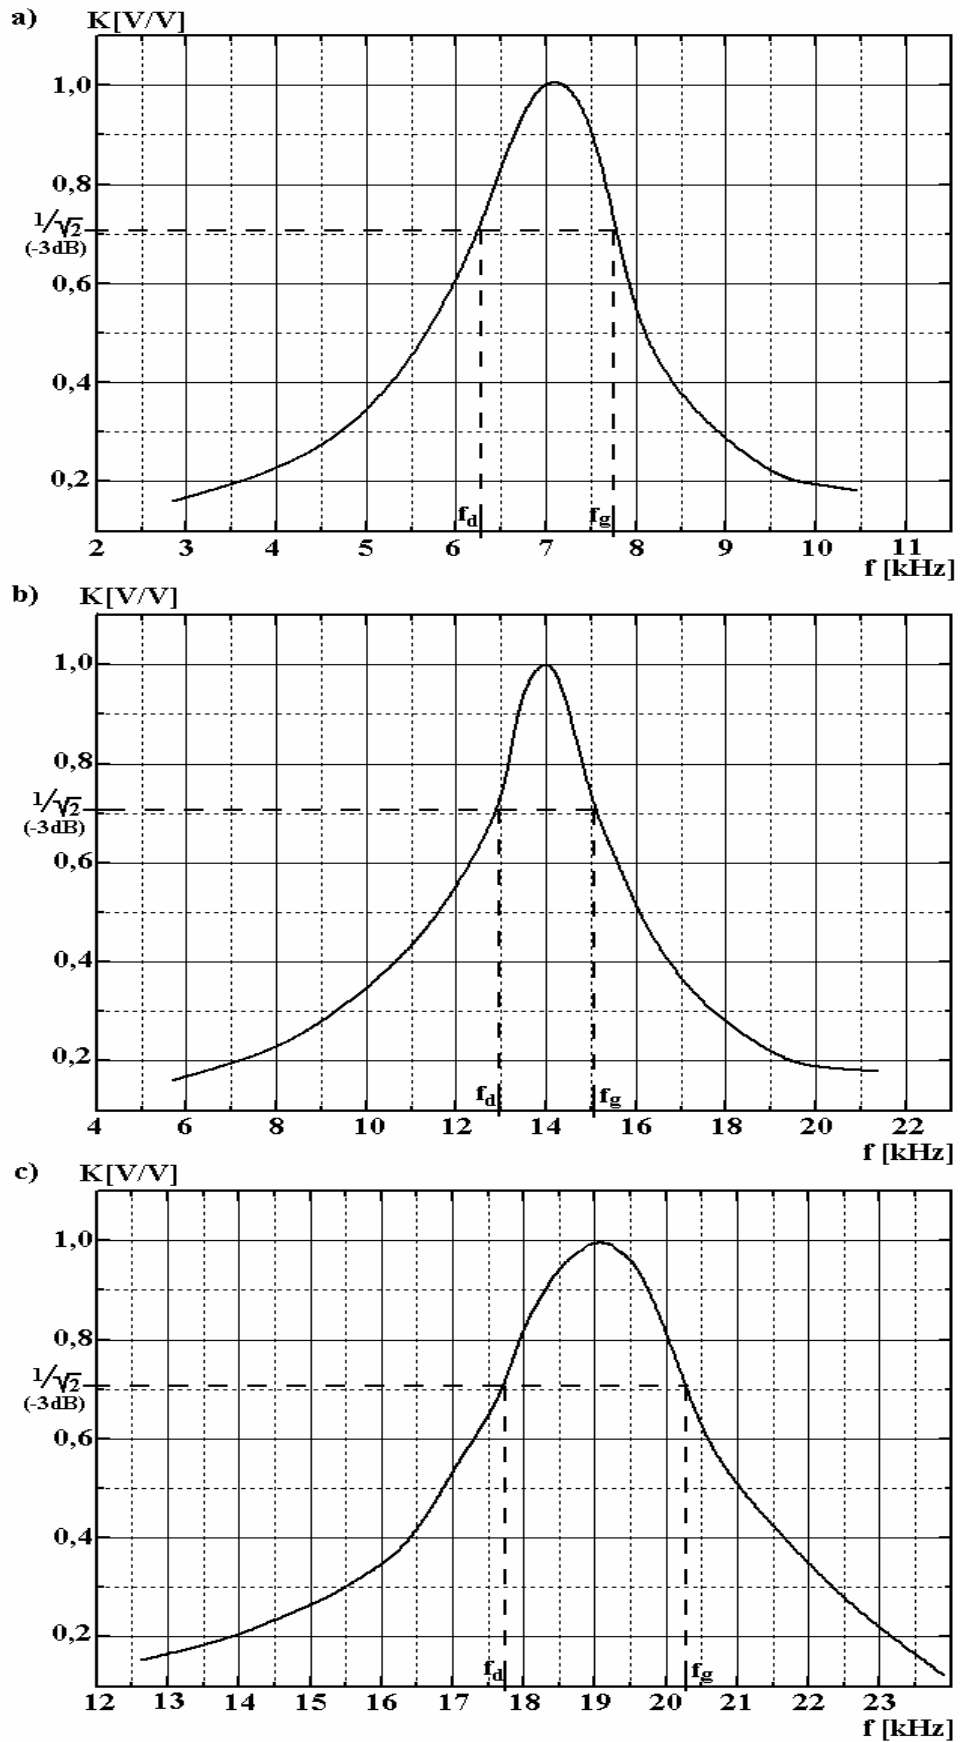 a) K[V/V]
1,0
0,8
1/√2
(-3dB)
0,6
0,4
0,2
fd fg
2 3 4 5 6 7 8 9 10 11
f [kHz]
b) K[V/V]
1,0
0,8
1/√2
(-3dB)
0,6
0,4
0,2
fd fg
4 6 8 10 12 14 16 18 20 22
f [kHz]
c) K[V/V]
1,0
0,8
1/√2
(-3dB)
0,6
0,4
0,2
fd fg
12 13 14 15 16 17 18 19 20 21 22 23
f [kHz]